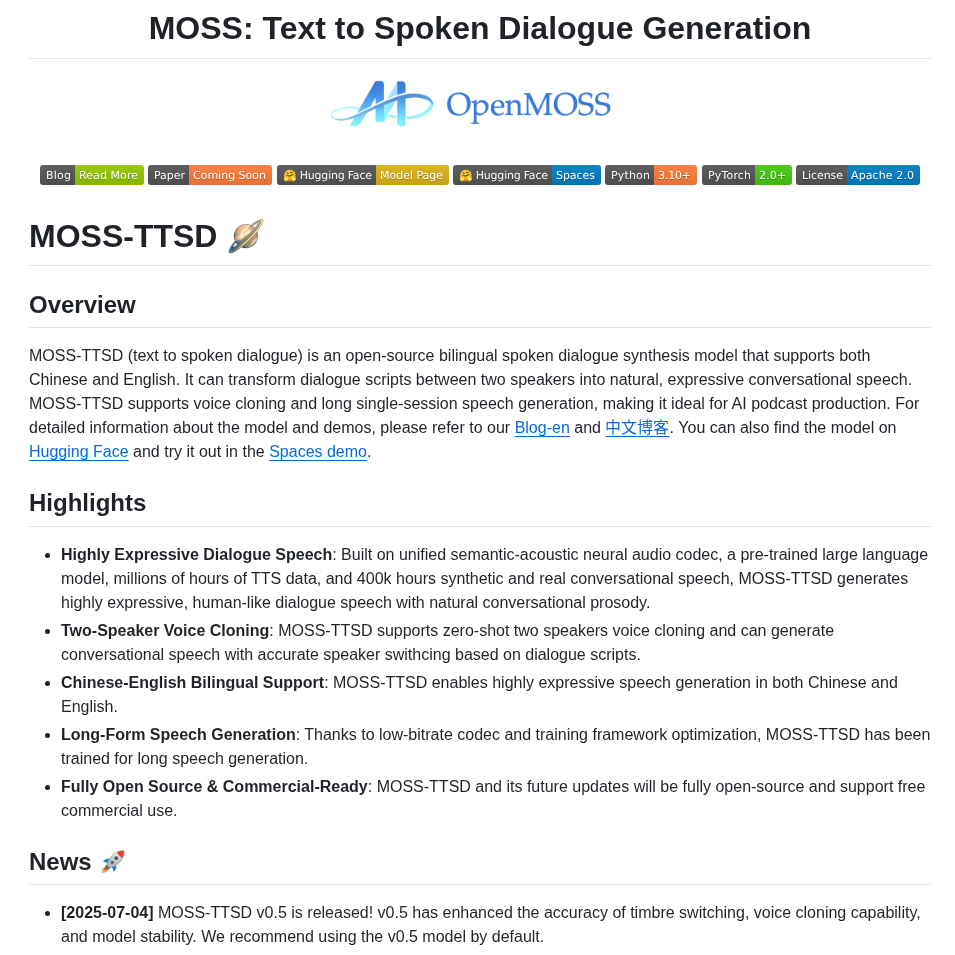 MOSS: Text to Spoken Dialogue Generation
OpenMOSS
Blog Read More Paper Coming Soon Hugging Face Model Page Hugging Face Spaces Python 3.10+ PyTorch 2.0+ License Apache 2.0
MOSS-TTSD 🪐
Overview
MOSS-TTSD (text to spoken dialogue) is an open-source bilingual spoken dialogue synthesis model that supports both
Chinese and English. It can transform dialogue scripts between two speakers into natural, expressive conversational speech.
MOSS-TTSD supports voice cloning and long single-session speech generation, making it ideal for AI podcast production. For
detailed information about the model and demos, please refer to our Blog-en and 中文博客. You can also find the model on
Hugging Face and try it out in the Spaces demo.
Highlights
• Highly Expressive Dialogue Speech: Built on unified semantic-acoustic neural audio codec, a pre-trained large language
model, millions of hours of TTS data, and 400k hours synthetic and real conversational speech, MOSS-TTSD generates
highly expressive, human-like dialogue speech with natural conversational prosody.
• Two-Speaker Voice Cloning: MOSS-TTSD supports zero-shot two speakers voice cloning and can generate
conversational speech with accurate speaker swithcing based on dialogue scripts.
• Chinese-English Bilingual Support: MOSS-TTSD enables highly expressive speech generation in both Chinese and
English.
• Long-Form Speech Generation: Thanks to low-bitrate codec and training framework optimization, MOSS-TTSD has been
trained for long speech generation.
• Fully Open Source & Commercial-Ready: MOSS-TTSD and its future updates will be fully open-source and support free
commercial use.
News 🚀
• [2025-07-04] MOSS-TTSD v0.5 is released! v0.5 has enhanced the accuracy of timbre switching, voice cloning capability,
and model stability. We recommend using the v0.5 model by default.